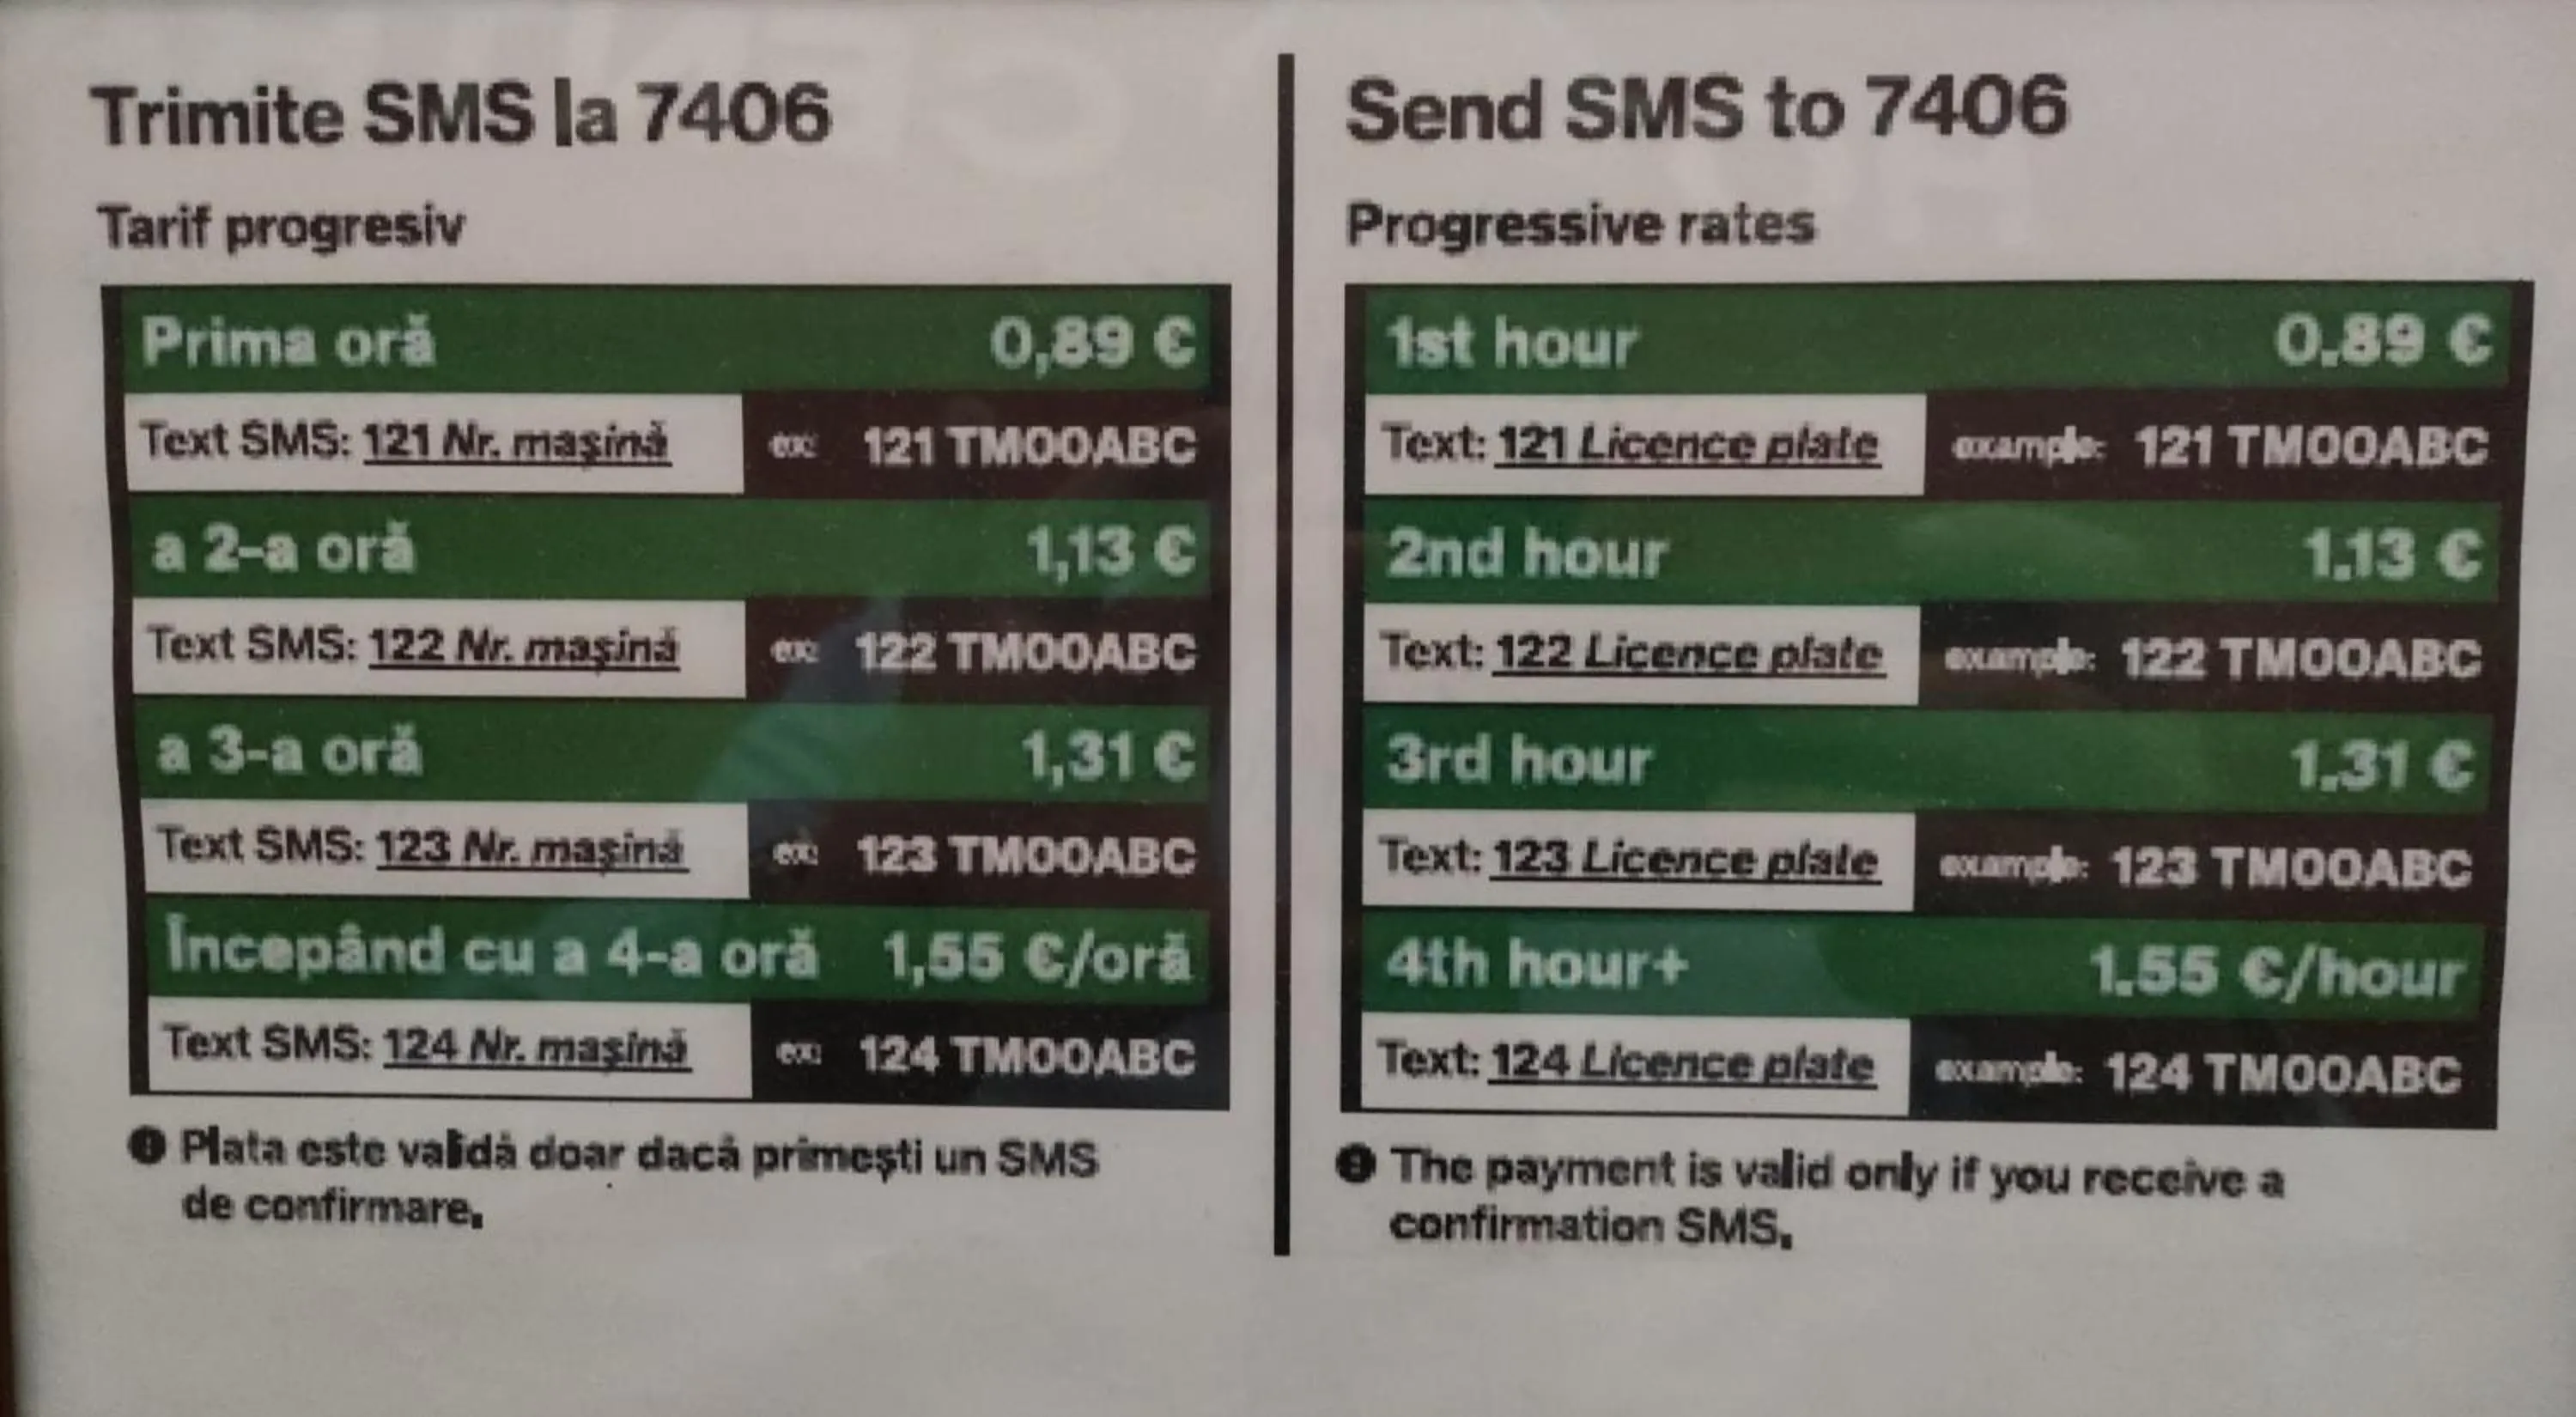 Trimite SMS la 7406
Tarif progresiv
Prima oră 0,89 €
Text SMS: 121 Nr. mașină ex: 121 TM00ABC
a 2-a oră 1,13 €
Text SMS: 122 Nr. mașină ex: 122 TM00ABC
a 3-a oră 1,31 €
Text SMS: 123 Nr. mașină ex: 123 TM00ABC
Începând cu a 4-a oră 1,55 €/oră
Text SMS: 124 Nr. mașină ex: 124 TM00ABC
Plata este validă doar dacă primești un SMS
de confirmare.
Send SMS to 7406
Progressive rates
1st hour 0.89 €
Text: 121 Licence plate example: 121 TM00ABC
2nd hour 1.13 €
Text: 122 Licence plate example: 122 TM00ABC
3rd hour 1.31 €
Text: 123 Licence plate example: 123 TM00ABC
4th hour+ 1.55 €/hour
Text: 124 Licence plate example: 124 TM00ABC
The payment is valid only if you receive a
confirmation SMS.